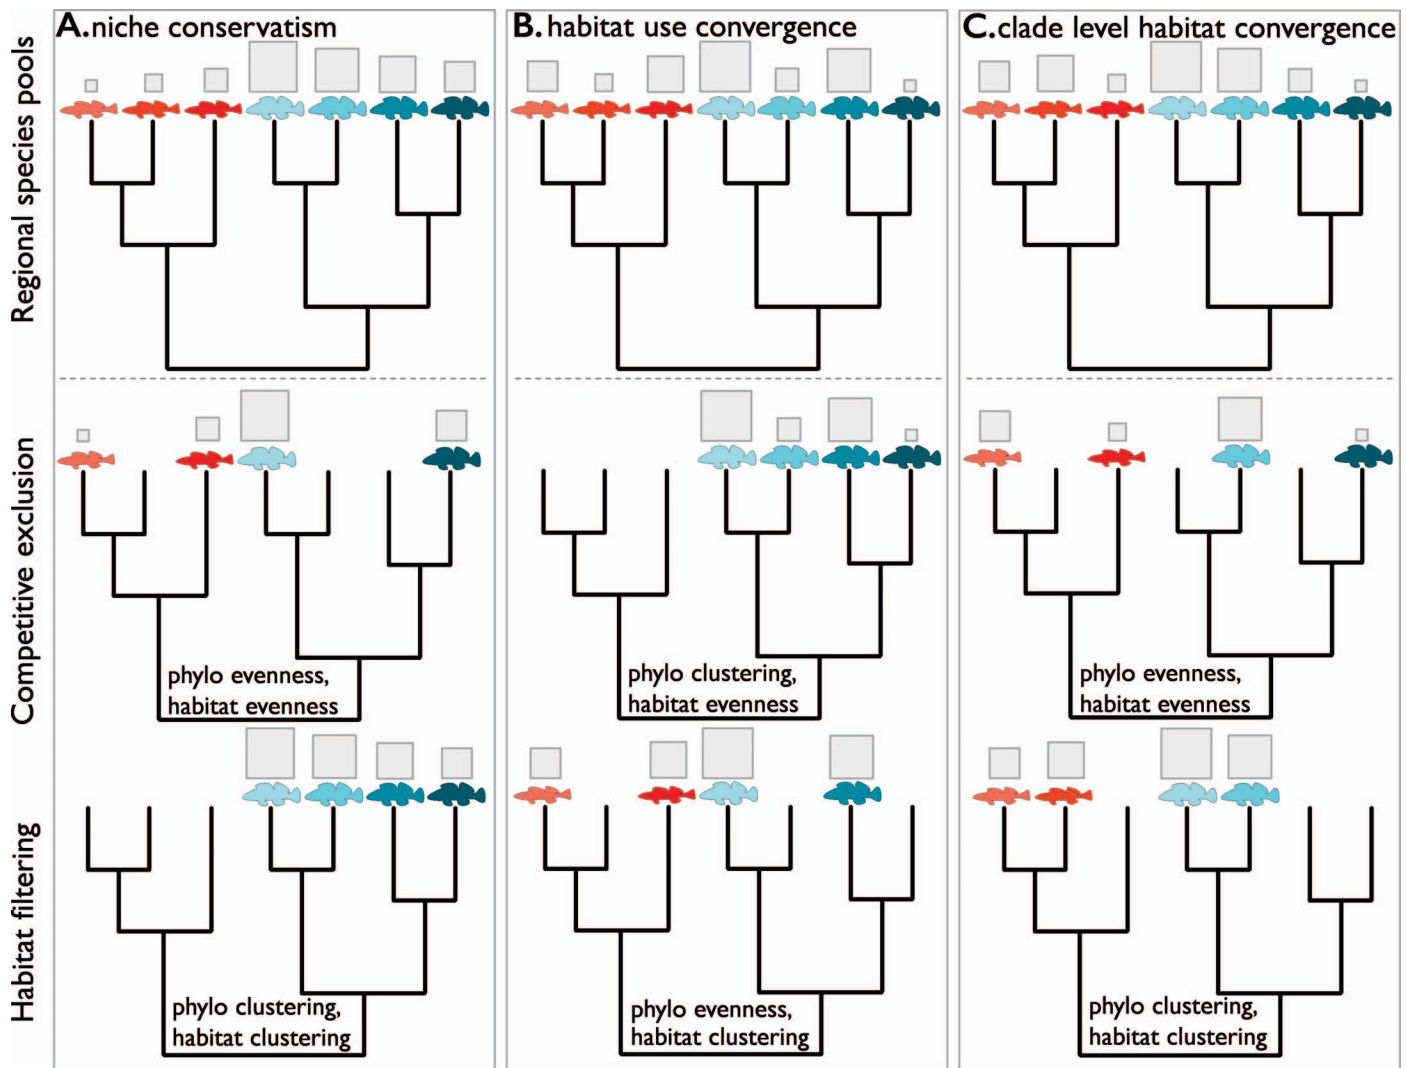 A. niche conservatism
B. habitat use convergence
C. clade level habitat convergence
Regional species pools
Competitive exclusion
phylo evenness,
habitat evenness
phylo clustering,
habitat evenness
phylo evenness,
habitat evenness
Habitat filtering
phylo clustering,
habitat clustering
phylo evenness,
habitat clustering
phylo clustering,
habitat clustering